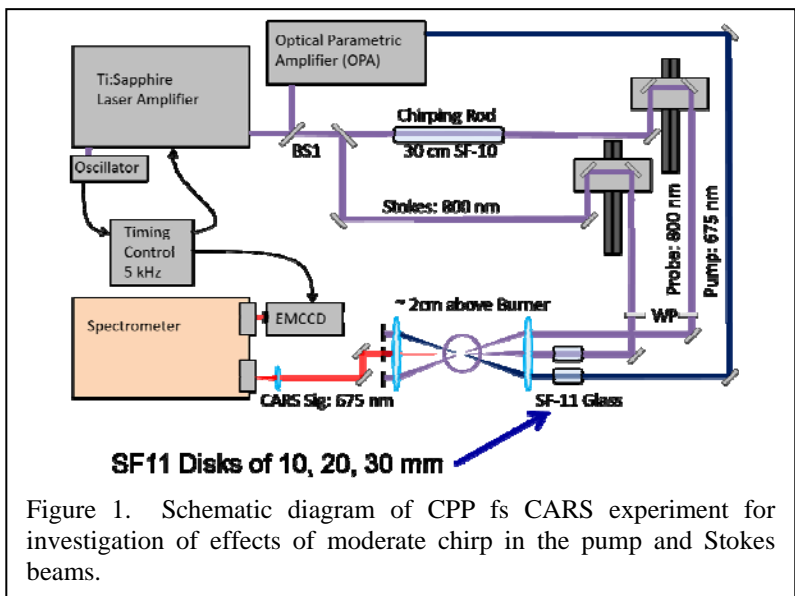 Optical Parametric
Amplifier (OPA)
Ti:Sapphire
Laser Amplifier
Chirping Rod
30 cm SF-10
BS1
Oscillator
Stokes: 800 nm
Timing
Control
5 kHz
Probe: 800 nm
Pump: 675 nm
Spectrometer
EMCCD
~ 2cm above Burner
WP
CARS Sig: 675 nm
SF-11 Glass
SF11 Disks of 10, 20, 30 mm
Figure 1. Schematic diagram of CPP fs CARS experiment for
investigation of effects of moderate chirp in the pump and Stokes
beams.